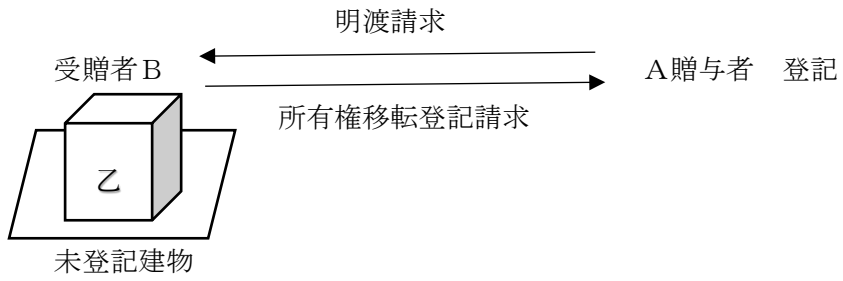 明渡請求
受贈者Ｂ
Ａ贈与者　登記
所有権移転登記請求
乙
未登記建物